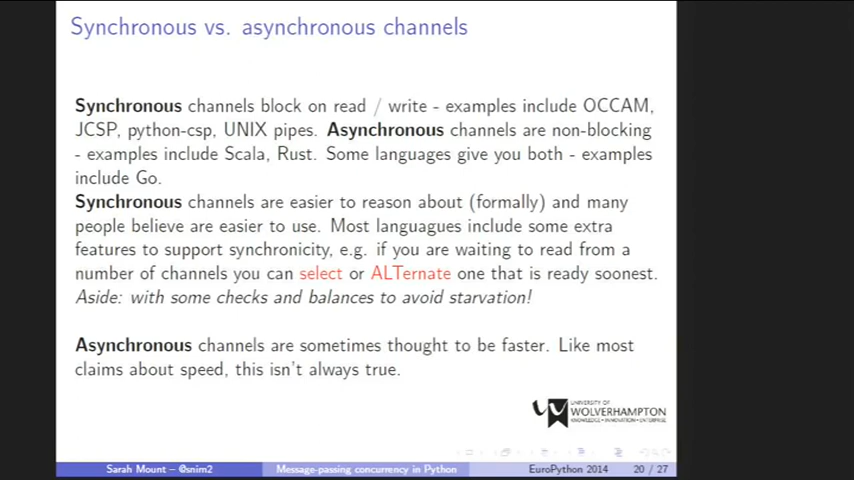 Synchronous vs. asynchronous channels
Synchronous channels block on read / write - examples include OCCAM,
JCSP, python-csp, UNIX pipes. Asynchronous channels are non-blocking
- examples include Scala, Rust. Some languages give you both - examples
include Go.
Synchronous channels are easier to reason about (formally) and many
people believe are easier to use. Most languagues include some extra
features to support synchronicity, e.g. if you are waiting to read from a
number of channels you can select or ALTernate one that is ready soonest.
Aside: with some checks and balances to avoid starvation!
Asynchronous channels are sometimes thought to be faster. Like most
claims about speed, this isn't always true.
UNIVERSITY OF
WOLVERHAMPTON
KNOWLEDGE • INNOVATION • ENTERPRISE
Sarah Mount – @snim2 Message-passing concurrency in Python EuroPython 2014 20 / 27